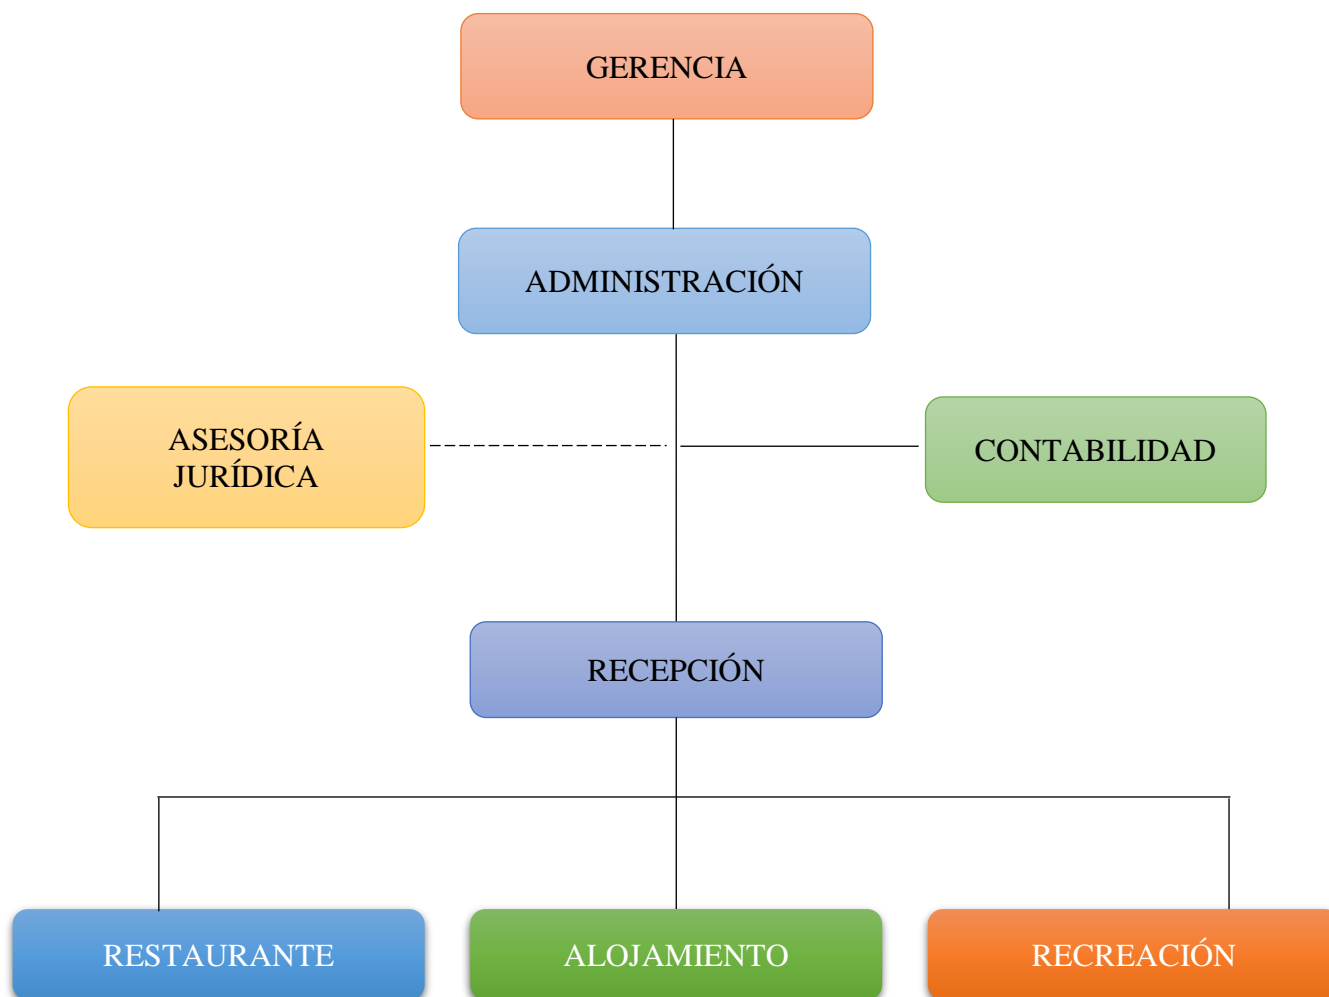 GERENCIA
ADMINISTRACIÓN
ASESORÍA
JURÍDICA
CONTABILIDAD
RECEPCIÓN
RESTAURANTE
ALOJAMIENTO
RECREACIÓN